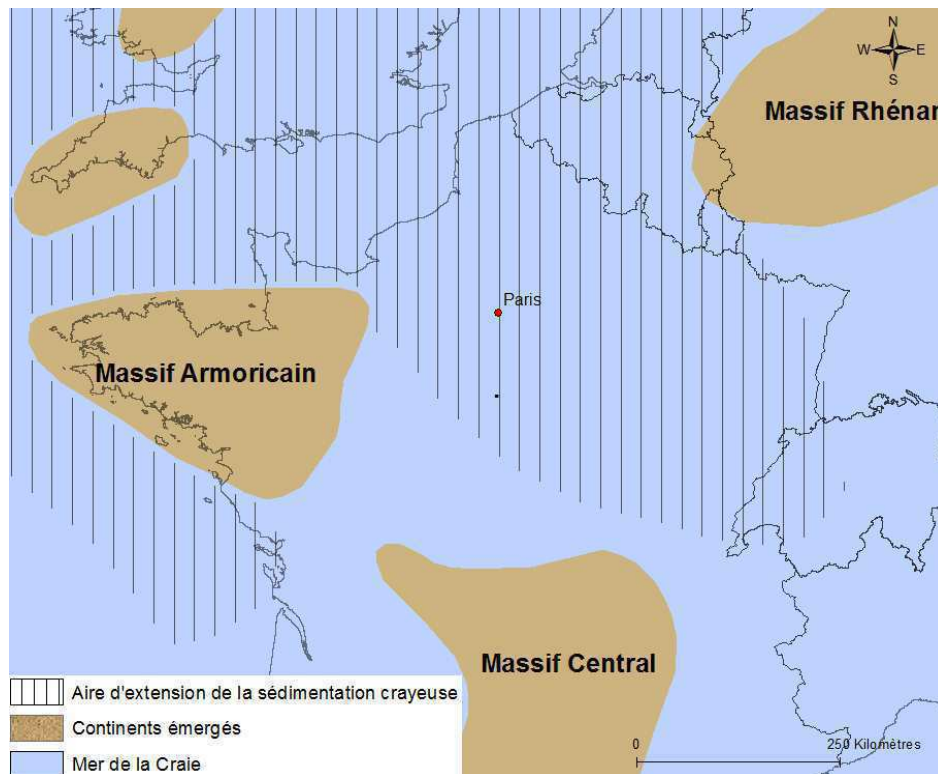 N
W E
S
Massif Rhénan
Paris
Massif Armoricain
Massif Central
Aire d'extension de la sédimentation crayeuse
Continents émergés
Mer de la Craie
0 250 Kilomètres